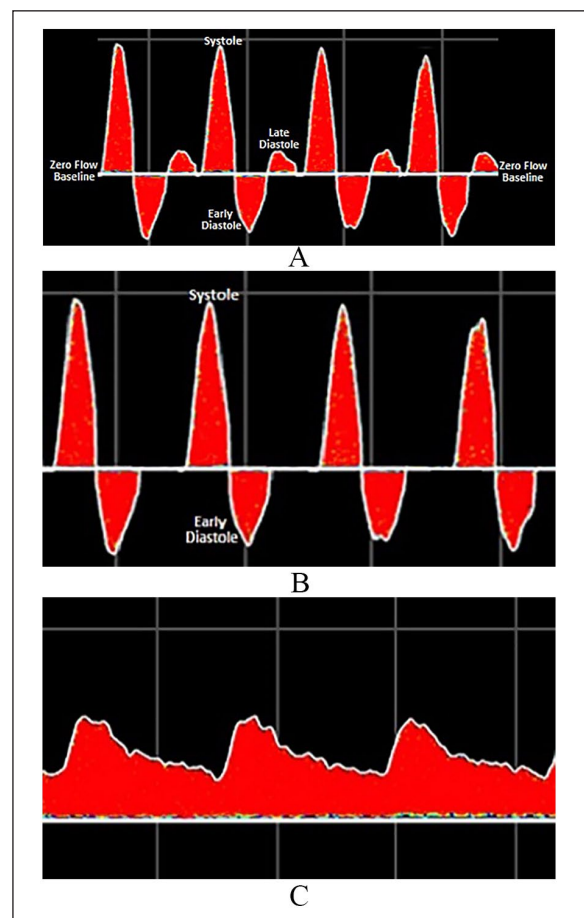 Systole
Late
Diastole
Zero Flow
Baseline
Zero Flow
Baseline
Early
Diastole
A
Systole
Early
Diastole
B
C